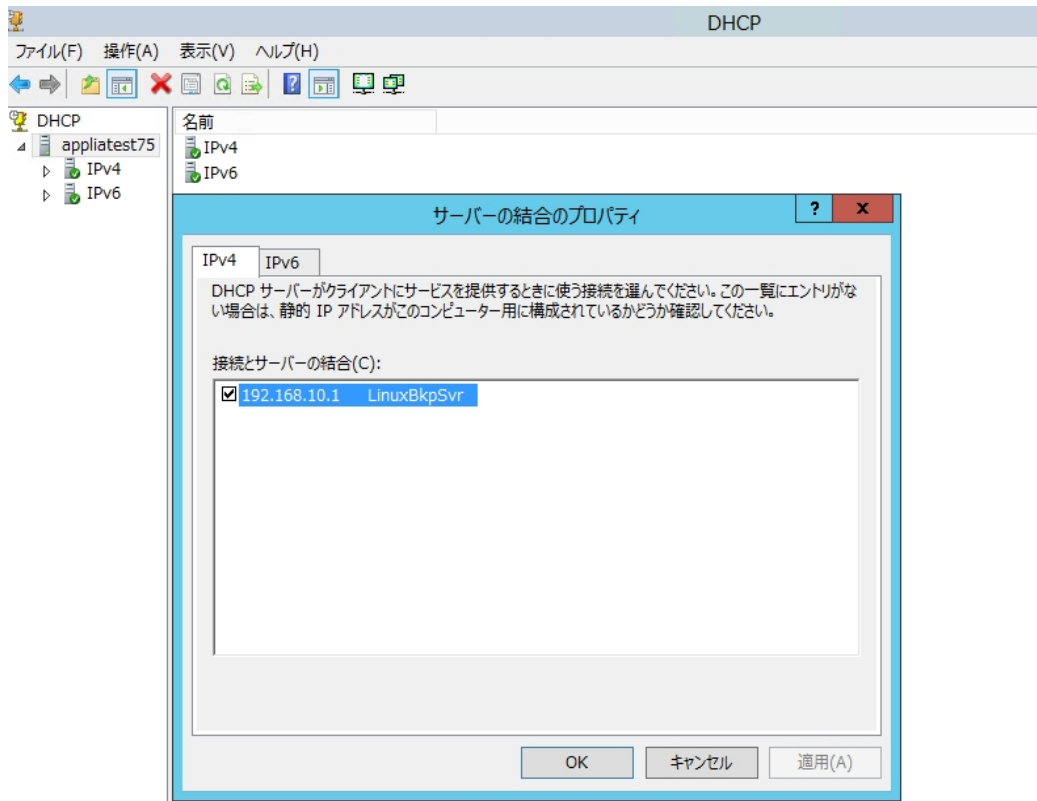 DHCP
ファイル(F) 操作(A) 表示(V) ヘルプ(H)
DHCP
appliatest75
IPv4
IPv6
名前
IPv4
IPv6
サーバーの結合のプロパティ
IPv4 IPv6
DHCP サーバーがクライアントにサービスを提供するときに使う接続を選んでください。この一覧にエントリがな
い場合は、静的 IP アドレスがこのコンピューター用に構成されているかどうか確認してください。
接続とサーバーの結合(C):
192.168.10.1 LinuxBkpSvr
OK キャンセル 適用(A)